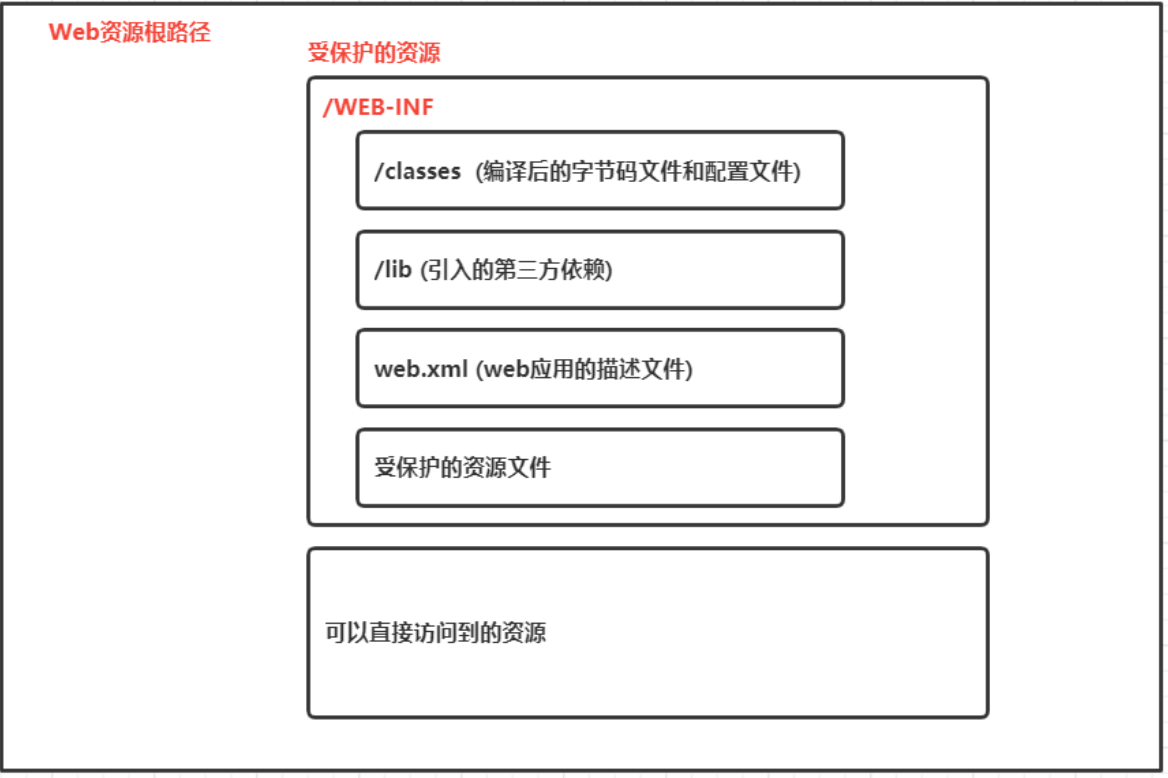 Web资源根路径
受保护的资源
/WEB-INF
/classes (编译后的字节码文件和配置文件)
/lib (引入的第三方依赖)
web.xml (web应用的描述文件)
受保护的资源文件
可以直接访问到的资源